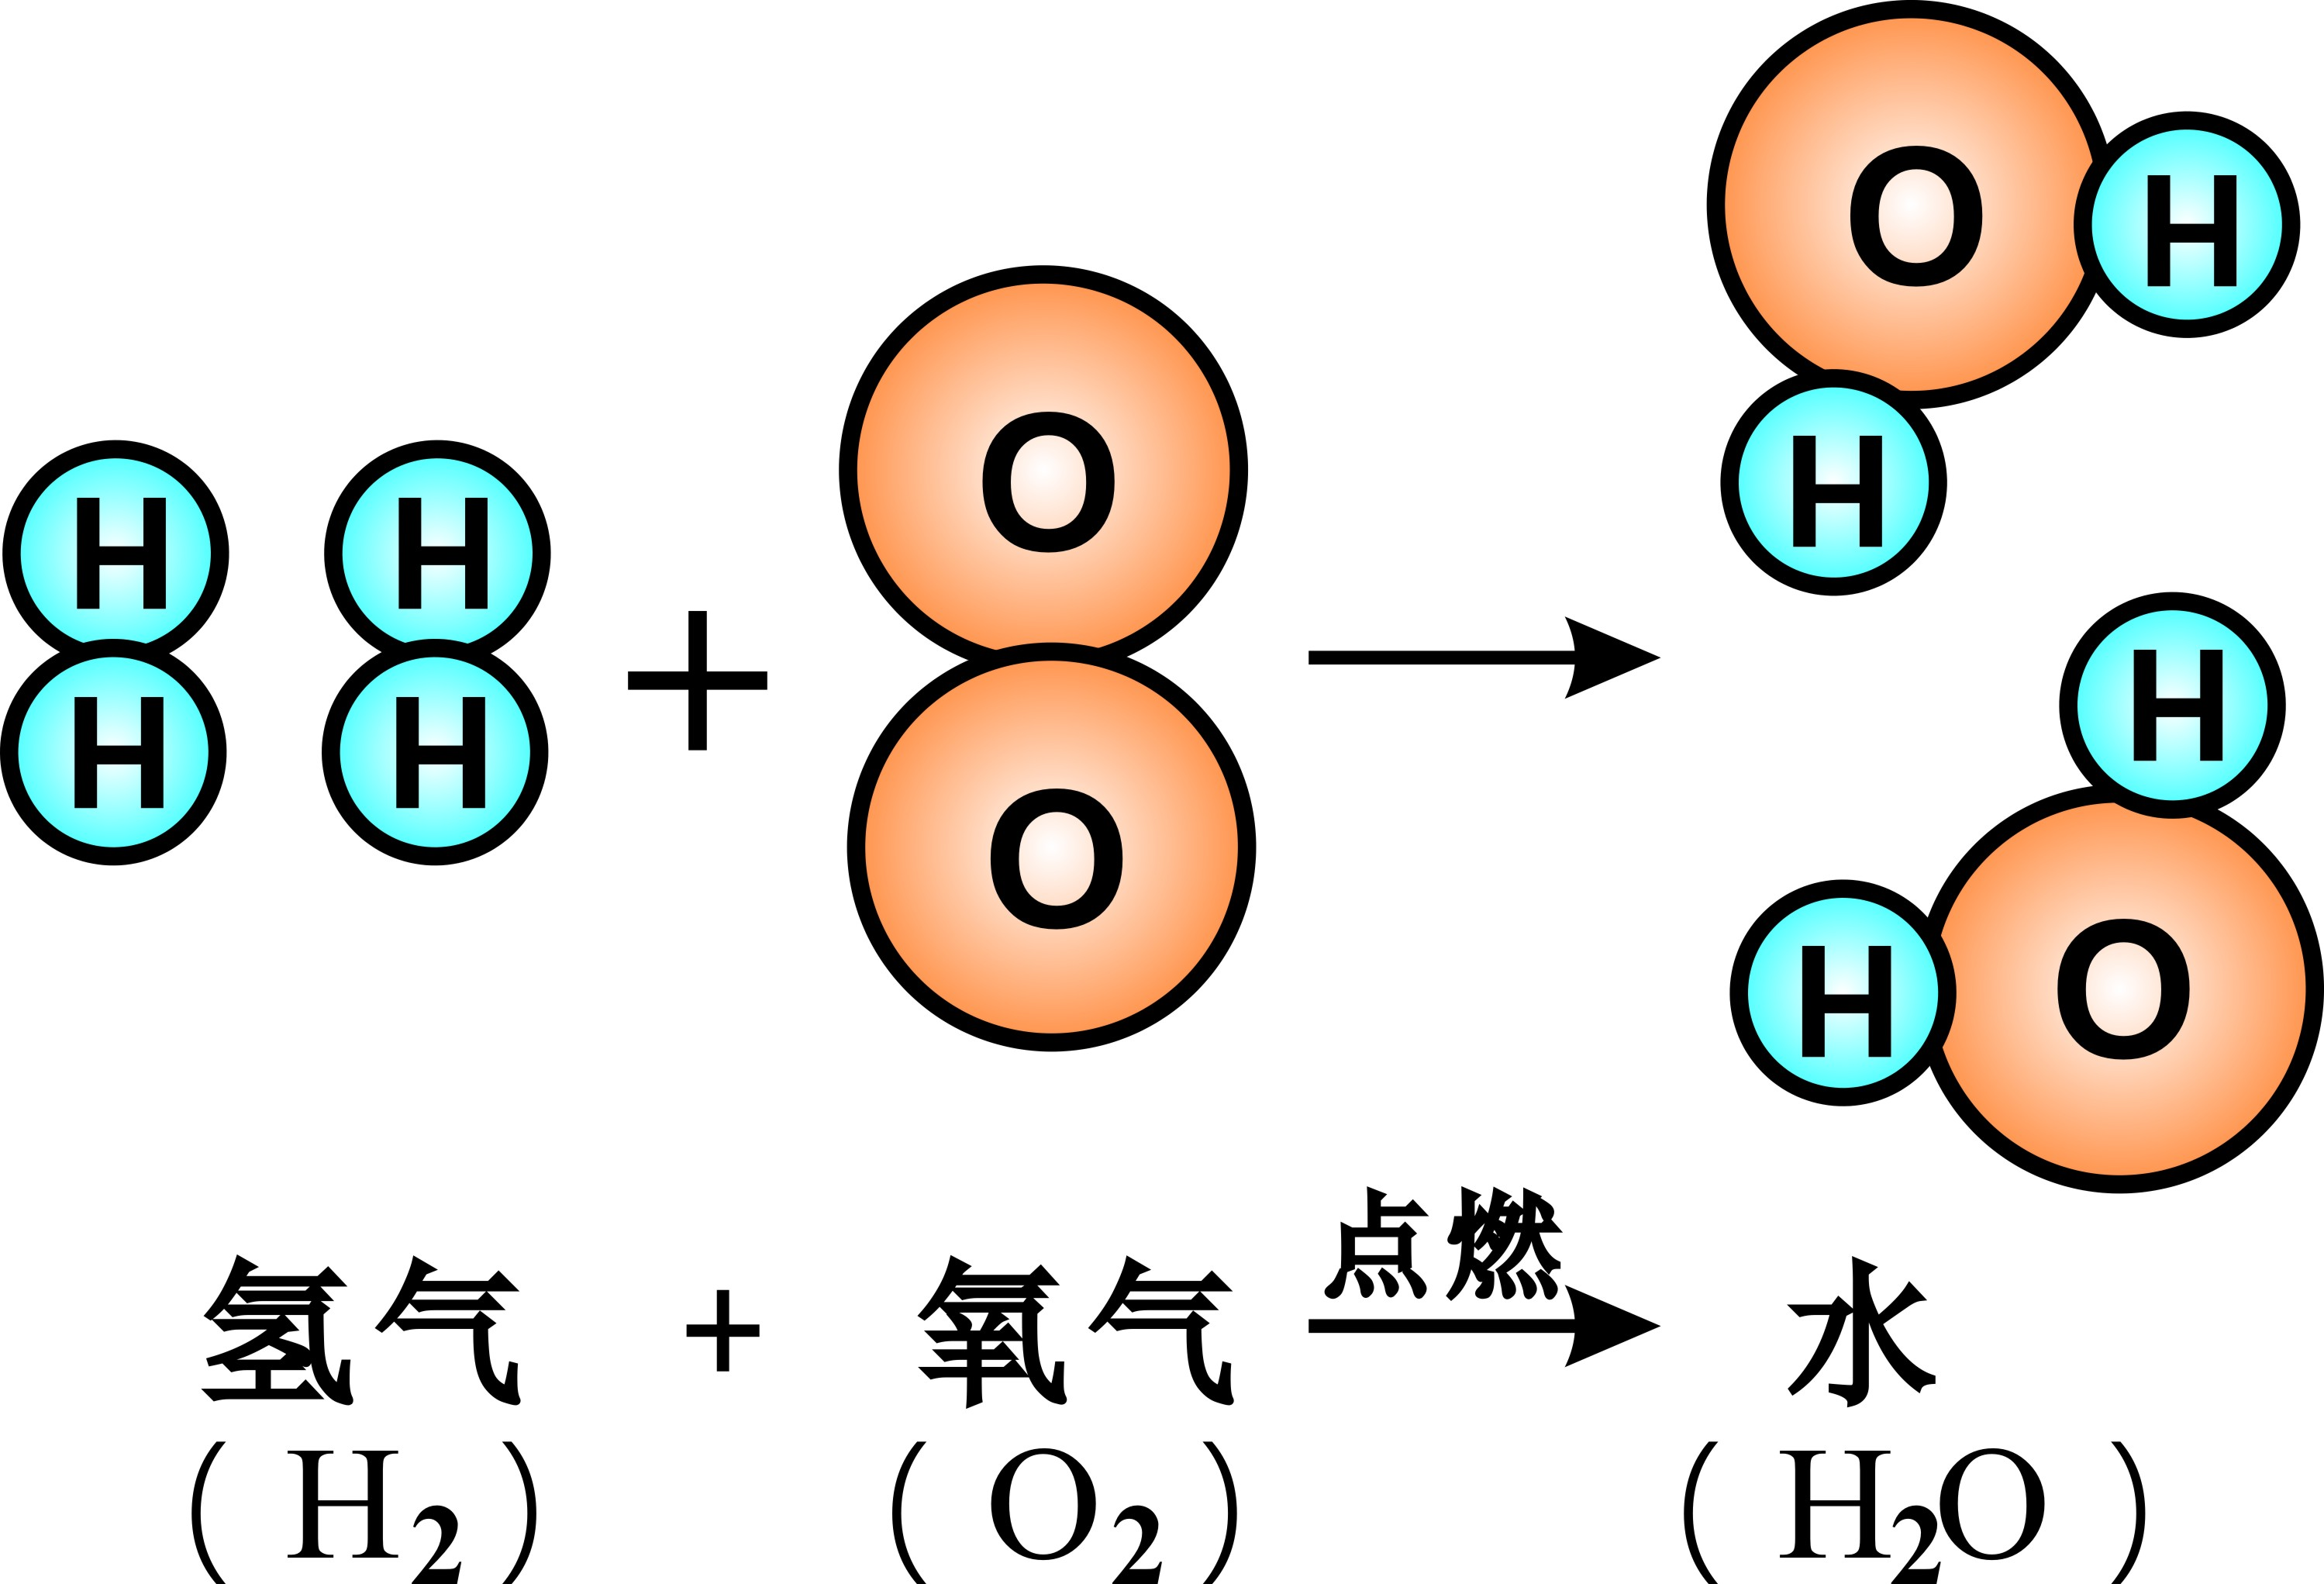 O H
H
H H + O
H H O
H
H O
点燃
氢气 + 氧气 水
( H₂ ) ( O₂ ) ( H₂O )